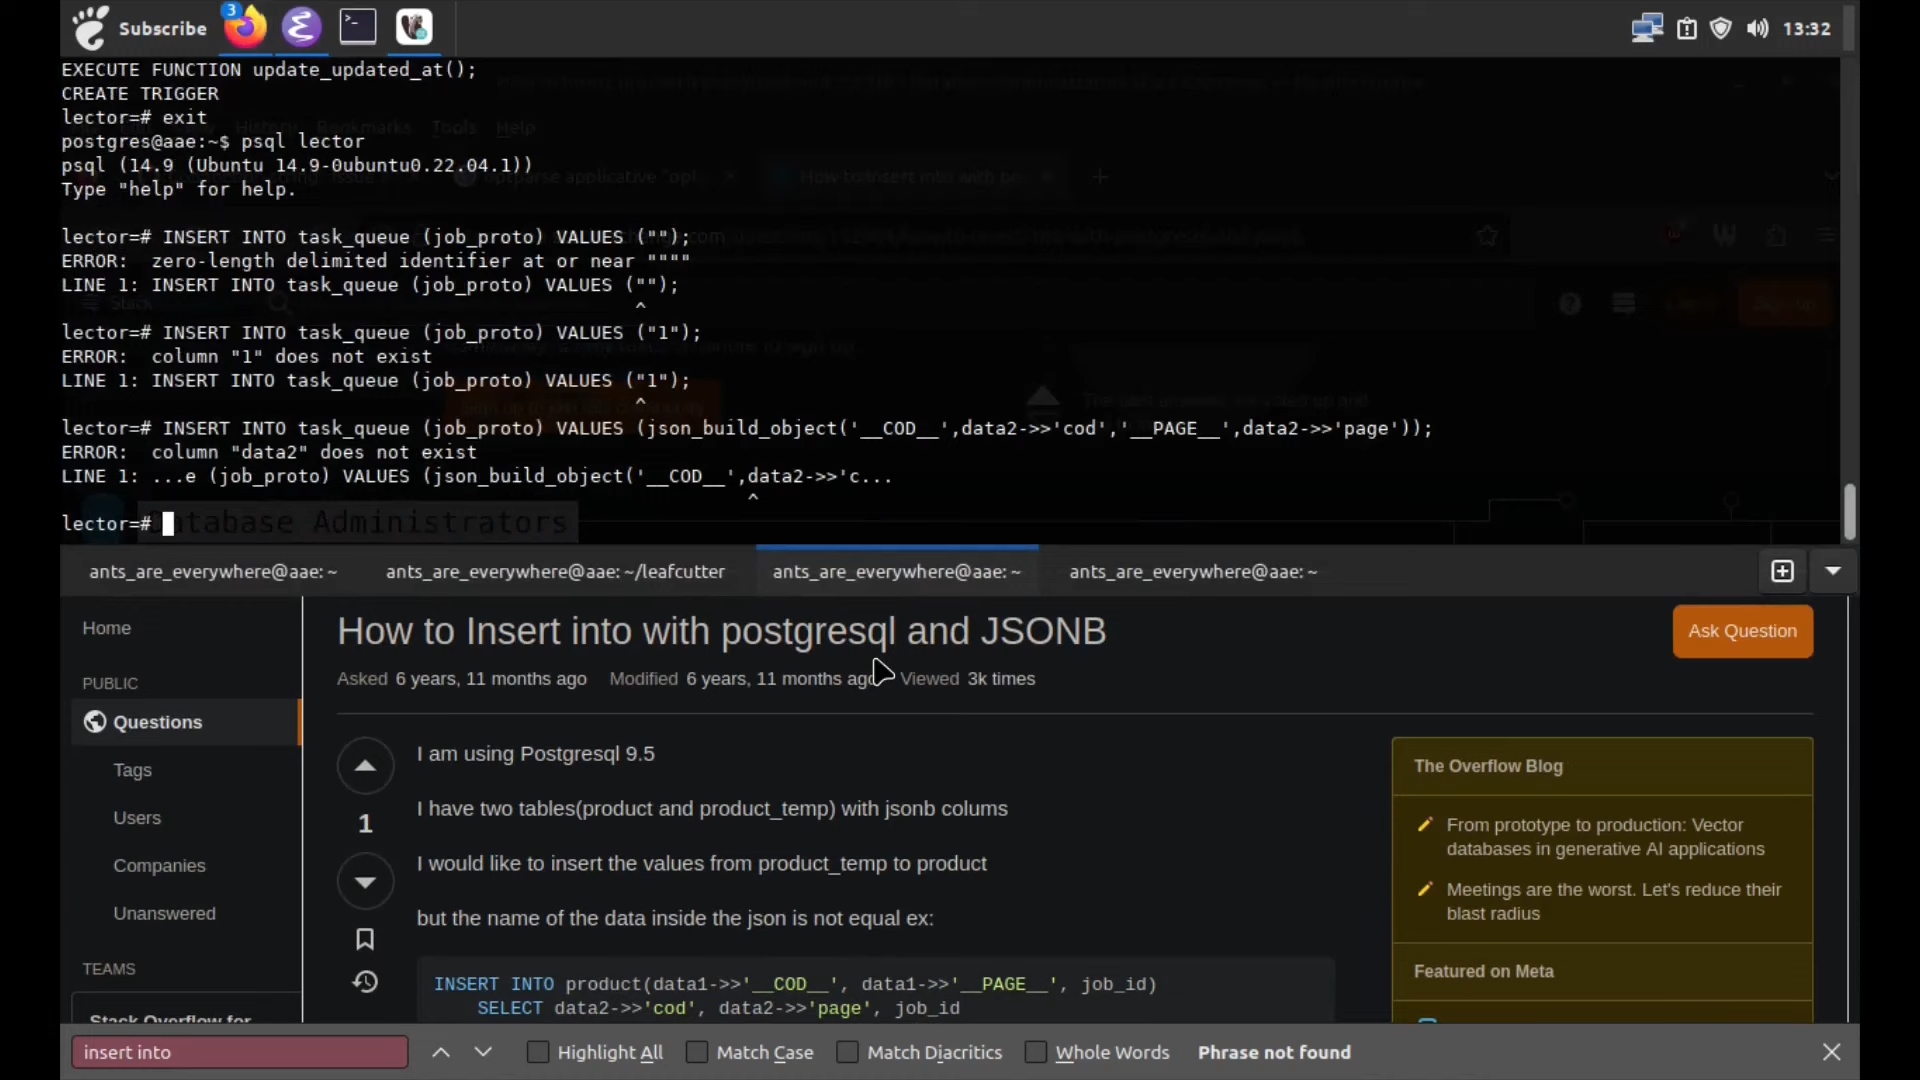 Subscribe
3
13:32
EXECUTE FUNCTION update_updated_at();
CREATE TRIGGER
lector=# exit
postgres@aae:~$ psql lector
psql (14.9 (Ubuntu 14.9-0ubuntu0.22.04.1))
Type "help" for help.
lector=# INSERT INTO task_queue (job_proto) VALUES ("");
ERROR:  zero-length delimited identifier at or near """"
LINE 1: INSERT INTO task_queue (job_proto) VALUES ("");
^
lector=# INSERT INTO task_queue (job_proto) VALUES ("1");
ERROR:  column "1" does not exist
LINE 1: INSERT INTO task_queue (job_proto) VALUES ("1");
^
lector=# INSERT INTO task_queue (job_proto) VALUES (json_build_object('__COD__',data2->>'cod','__PAGE__',data2->>'page'));
ERROR:  column "data2" does not exist
LINE 1: ...e (job_proto) VALUES (json_build_object('__COD__',data2->>'c...
^
lector=#
Database Administrators
ants_are_everywhere@aae: ~
ants_are_everywhere@aae: ~/leafcutter
ants_are_everywhere@aae: ~
ants_are_everywhere@aae: ~
Home
PUBLIC
Questions
Tags
Users
Companies
Unanswered
TEAMS
Stack Overflow for
How to Insert into with postgresql and JSONB
Ask Question
Asked 6 years, 11 months ago Modified 6 years, 11 months ago Viewed 3k times
1
I am using Postgresql 9.5
I have two tables(product and product_temp) with jsonb colums
I would like to insert the values from product_temp to product
but the name of the data inside the json is not equal ex:
INSERT INTO product(data1->>'__COD__', data1->>'__PAGE__', job_id)
SELECT data2->>'cod', data2->>'page', job_id
The Overflow Blog
From prototype to production: Vector
databases in generative AI applications
Meetings are the worst. Let's reduce their
blast radius
Featured on Meta
insert into
Highlight All
Match Case
Match Diacritics
Whole Words
Phrase not found